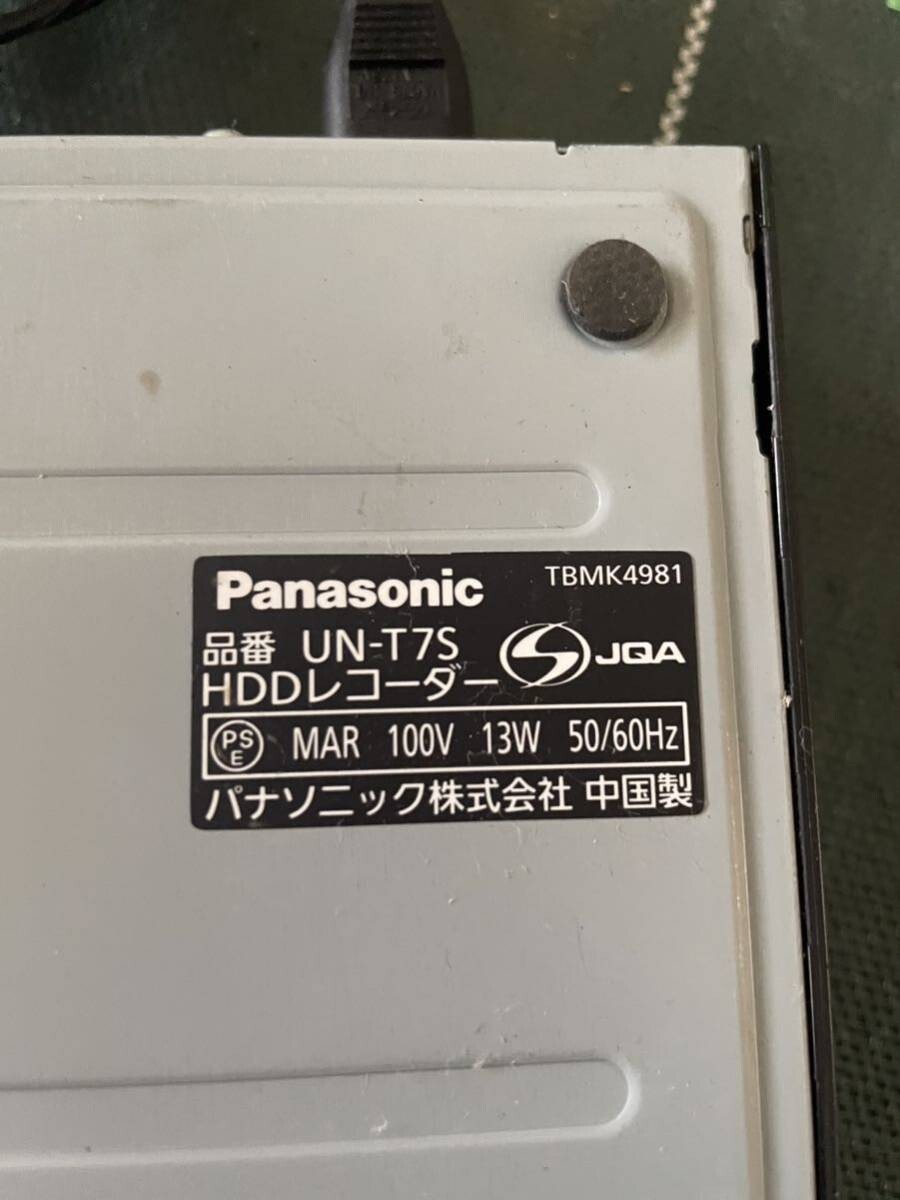 Panasonic
TBMK4981
品番 UN-T7S
JQA
HDDレコーダー
PSE MAR 100V 13W 50/60Hz
パナソニック株式会社 中国製